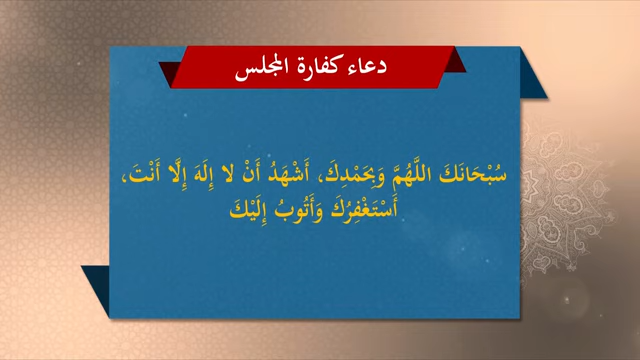 دعاء كفارة المجلس
سُبْحَانَكَ اللَّهُمَّ وَبِحَمْدِكَ، أَشْهَدُ أَنْ لا إِلَهَ إِلَّا أَنْتَ،
أَسْتَغْفِرُكَ وَأَتُوبُ إِلَيْكَ